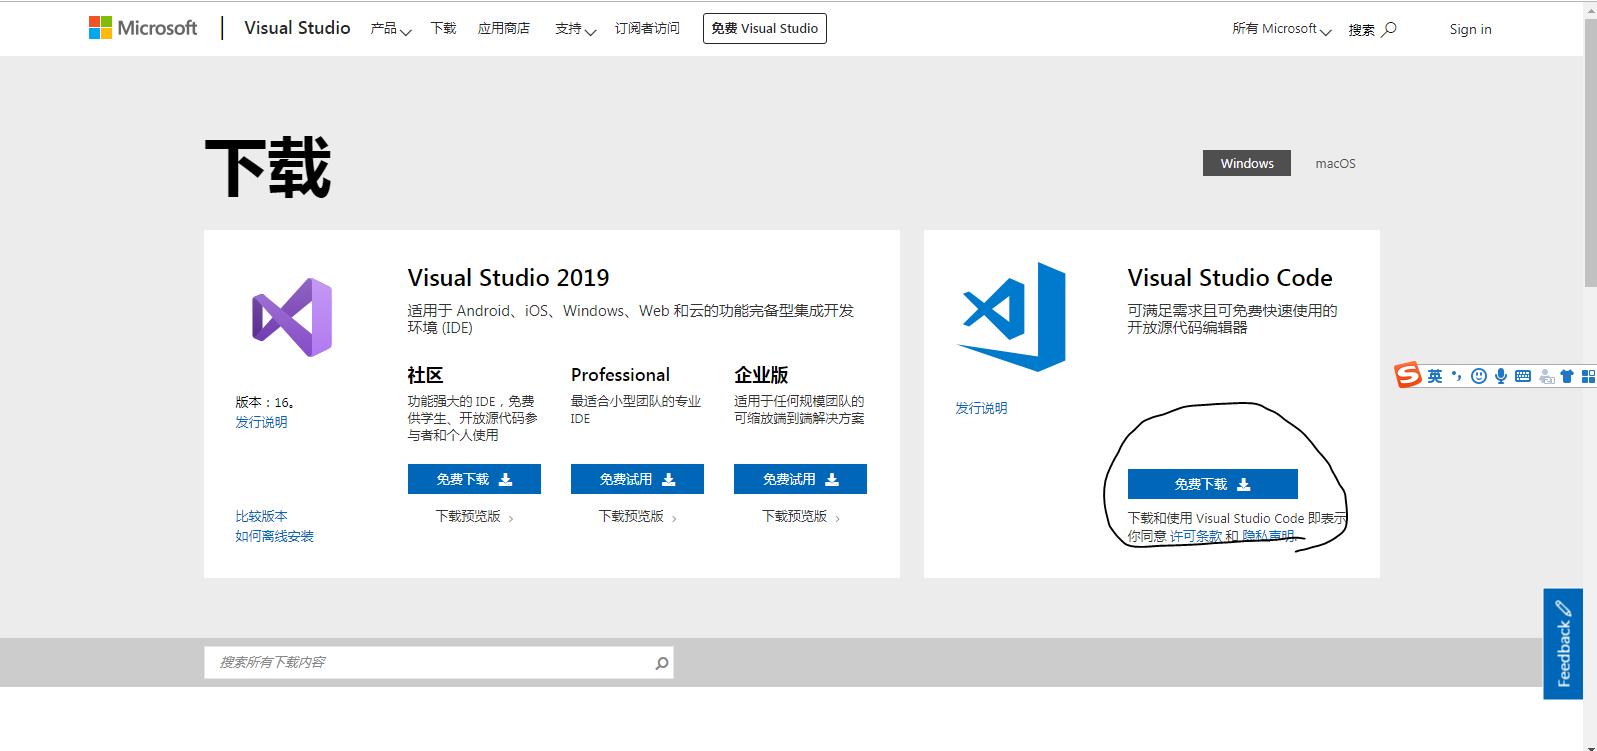 Microsoft Visual Studio 产品 下载 应用商店 支持 订阅者访问 免费 Visual Studio 所有 Microsoft 搜索 Sign in
下载
Windows macOS
Visual Studio 2019
适用于 Android、iOS、Windows、Web 和云的功能完备型集成开发
环境 (IDE)
版本：16。
发行说明
比较版本
如何离线安装
社区
功能强大的 IDE，免费
供学生、开放源代码参
与者和个人使用
免费下载
下载预览版
Professional
最适合小型团队的专业
IDE
免费试用
下载预览版
企业版
适用于任何规模团队的
可缩放端到端解决方案
免费试用
下载预览版
Visual Studio Code
可满足需求且可免费快速使用的
开放源代码编辑器
发行说明
免费下载
下载和使用 Visual Studio Code 即表示
你同意 许可条款 和 隐私声明.
S 英
搜索所有下载内容
Feedback